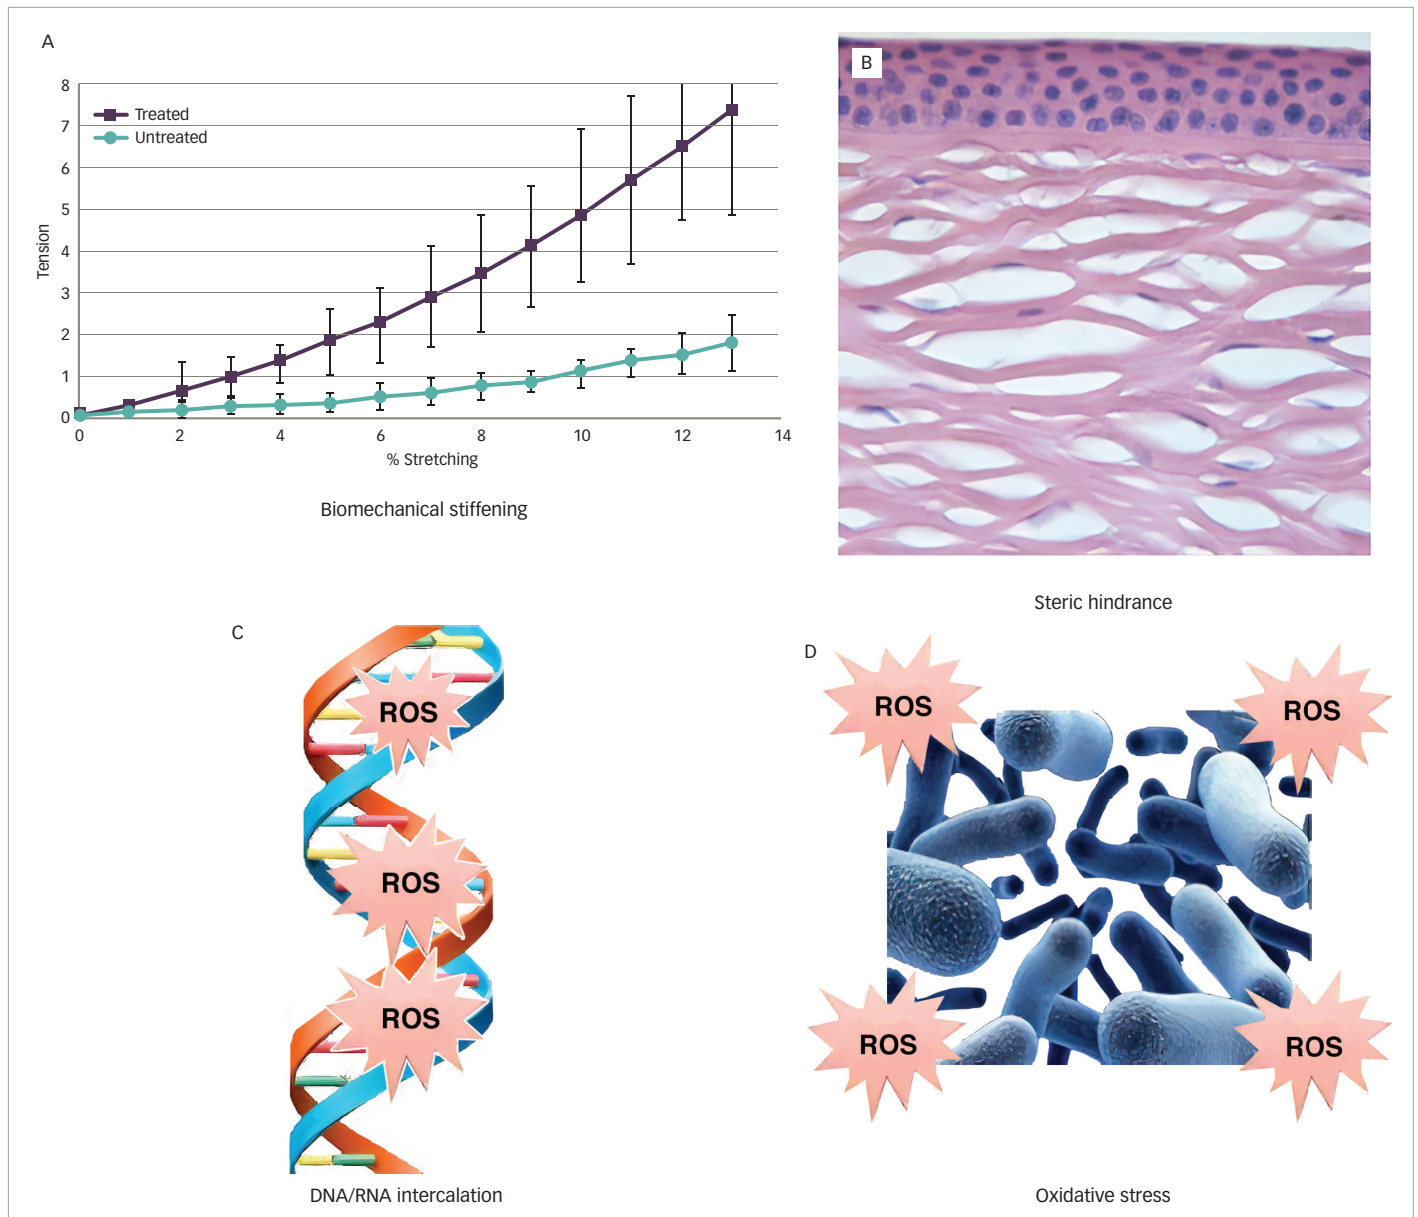 A
8
7
6
5
4
3
2
1
0
Tension
Treated
Untreated
0 2 4 6 8 10 12 14
% Stretching
Biomechanical stiffening
B
Steric hindrance
C
ROS
ROS
ROS
DNA/RNA intercalation
D
ROS
ROS
ROS
ROS
Oxidative stress